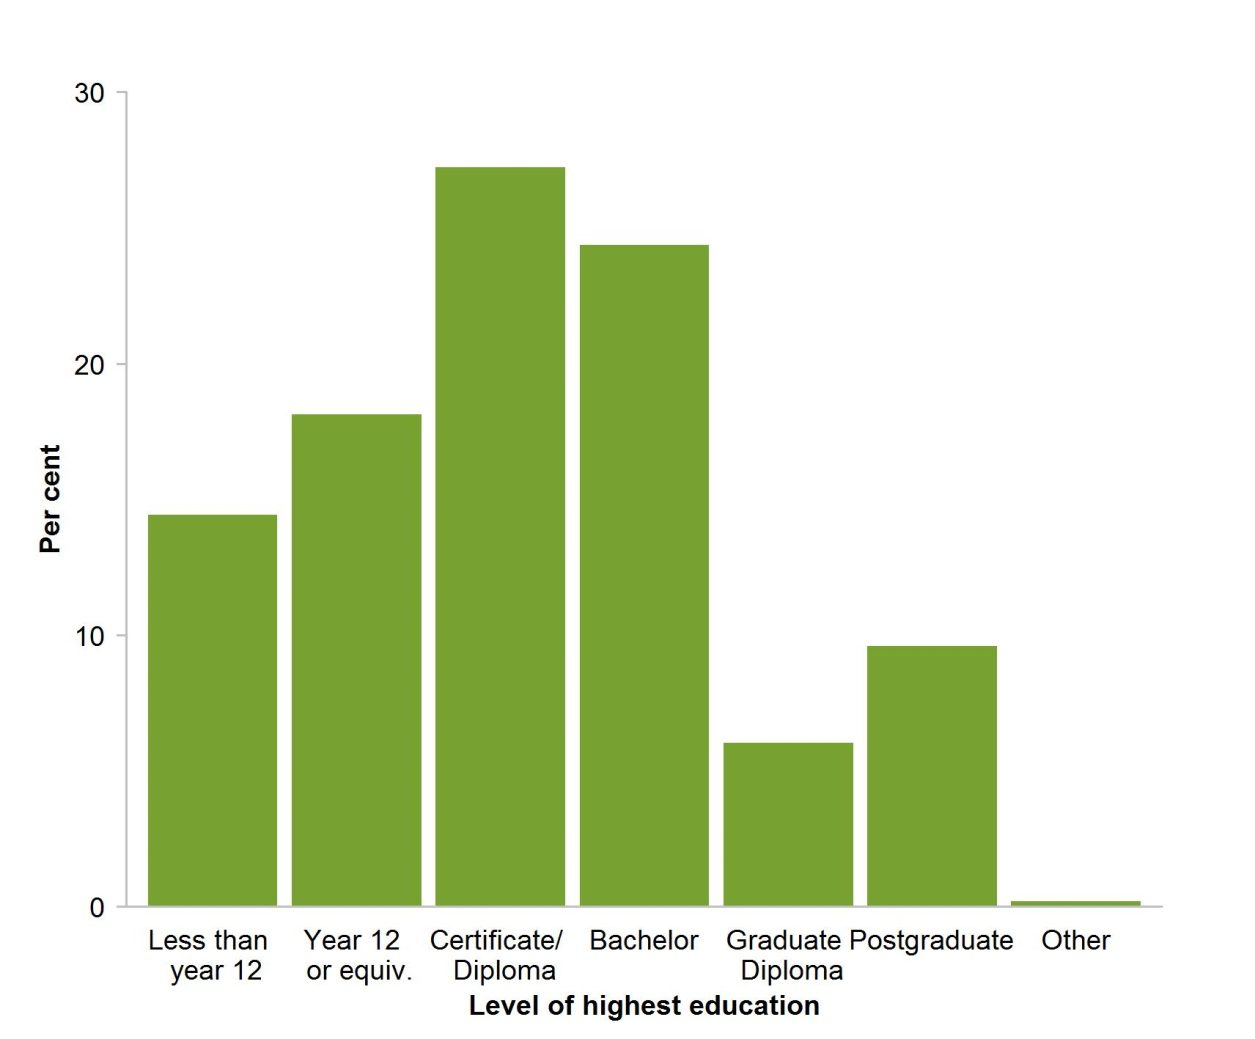 30
20
10
0
Per cent
Less than
year 12
Year 12
or equiv.
Certificate/
Diploma
Bachelor
Graduate
Diploma
Postgraduate
Other
Level of highest education